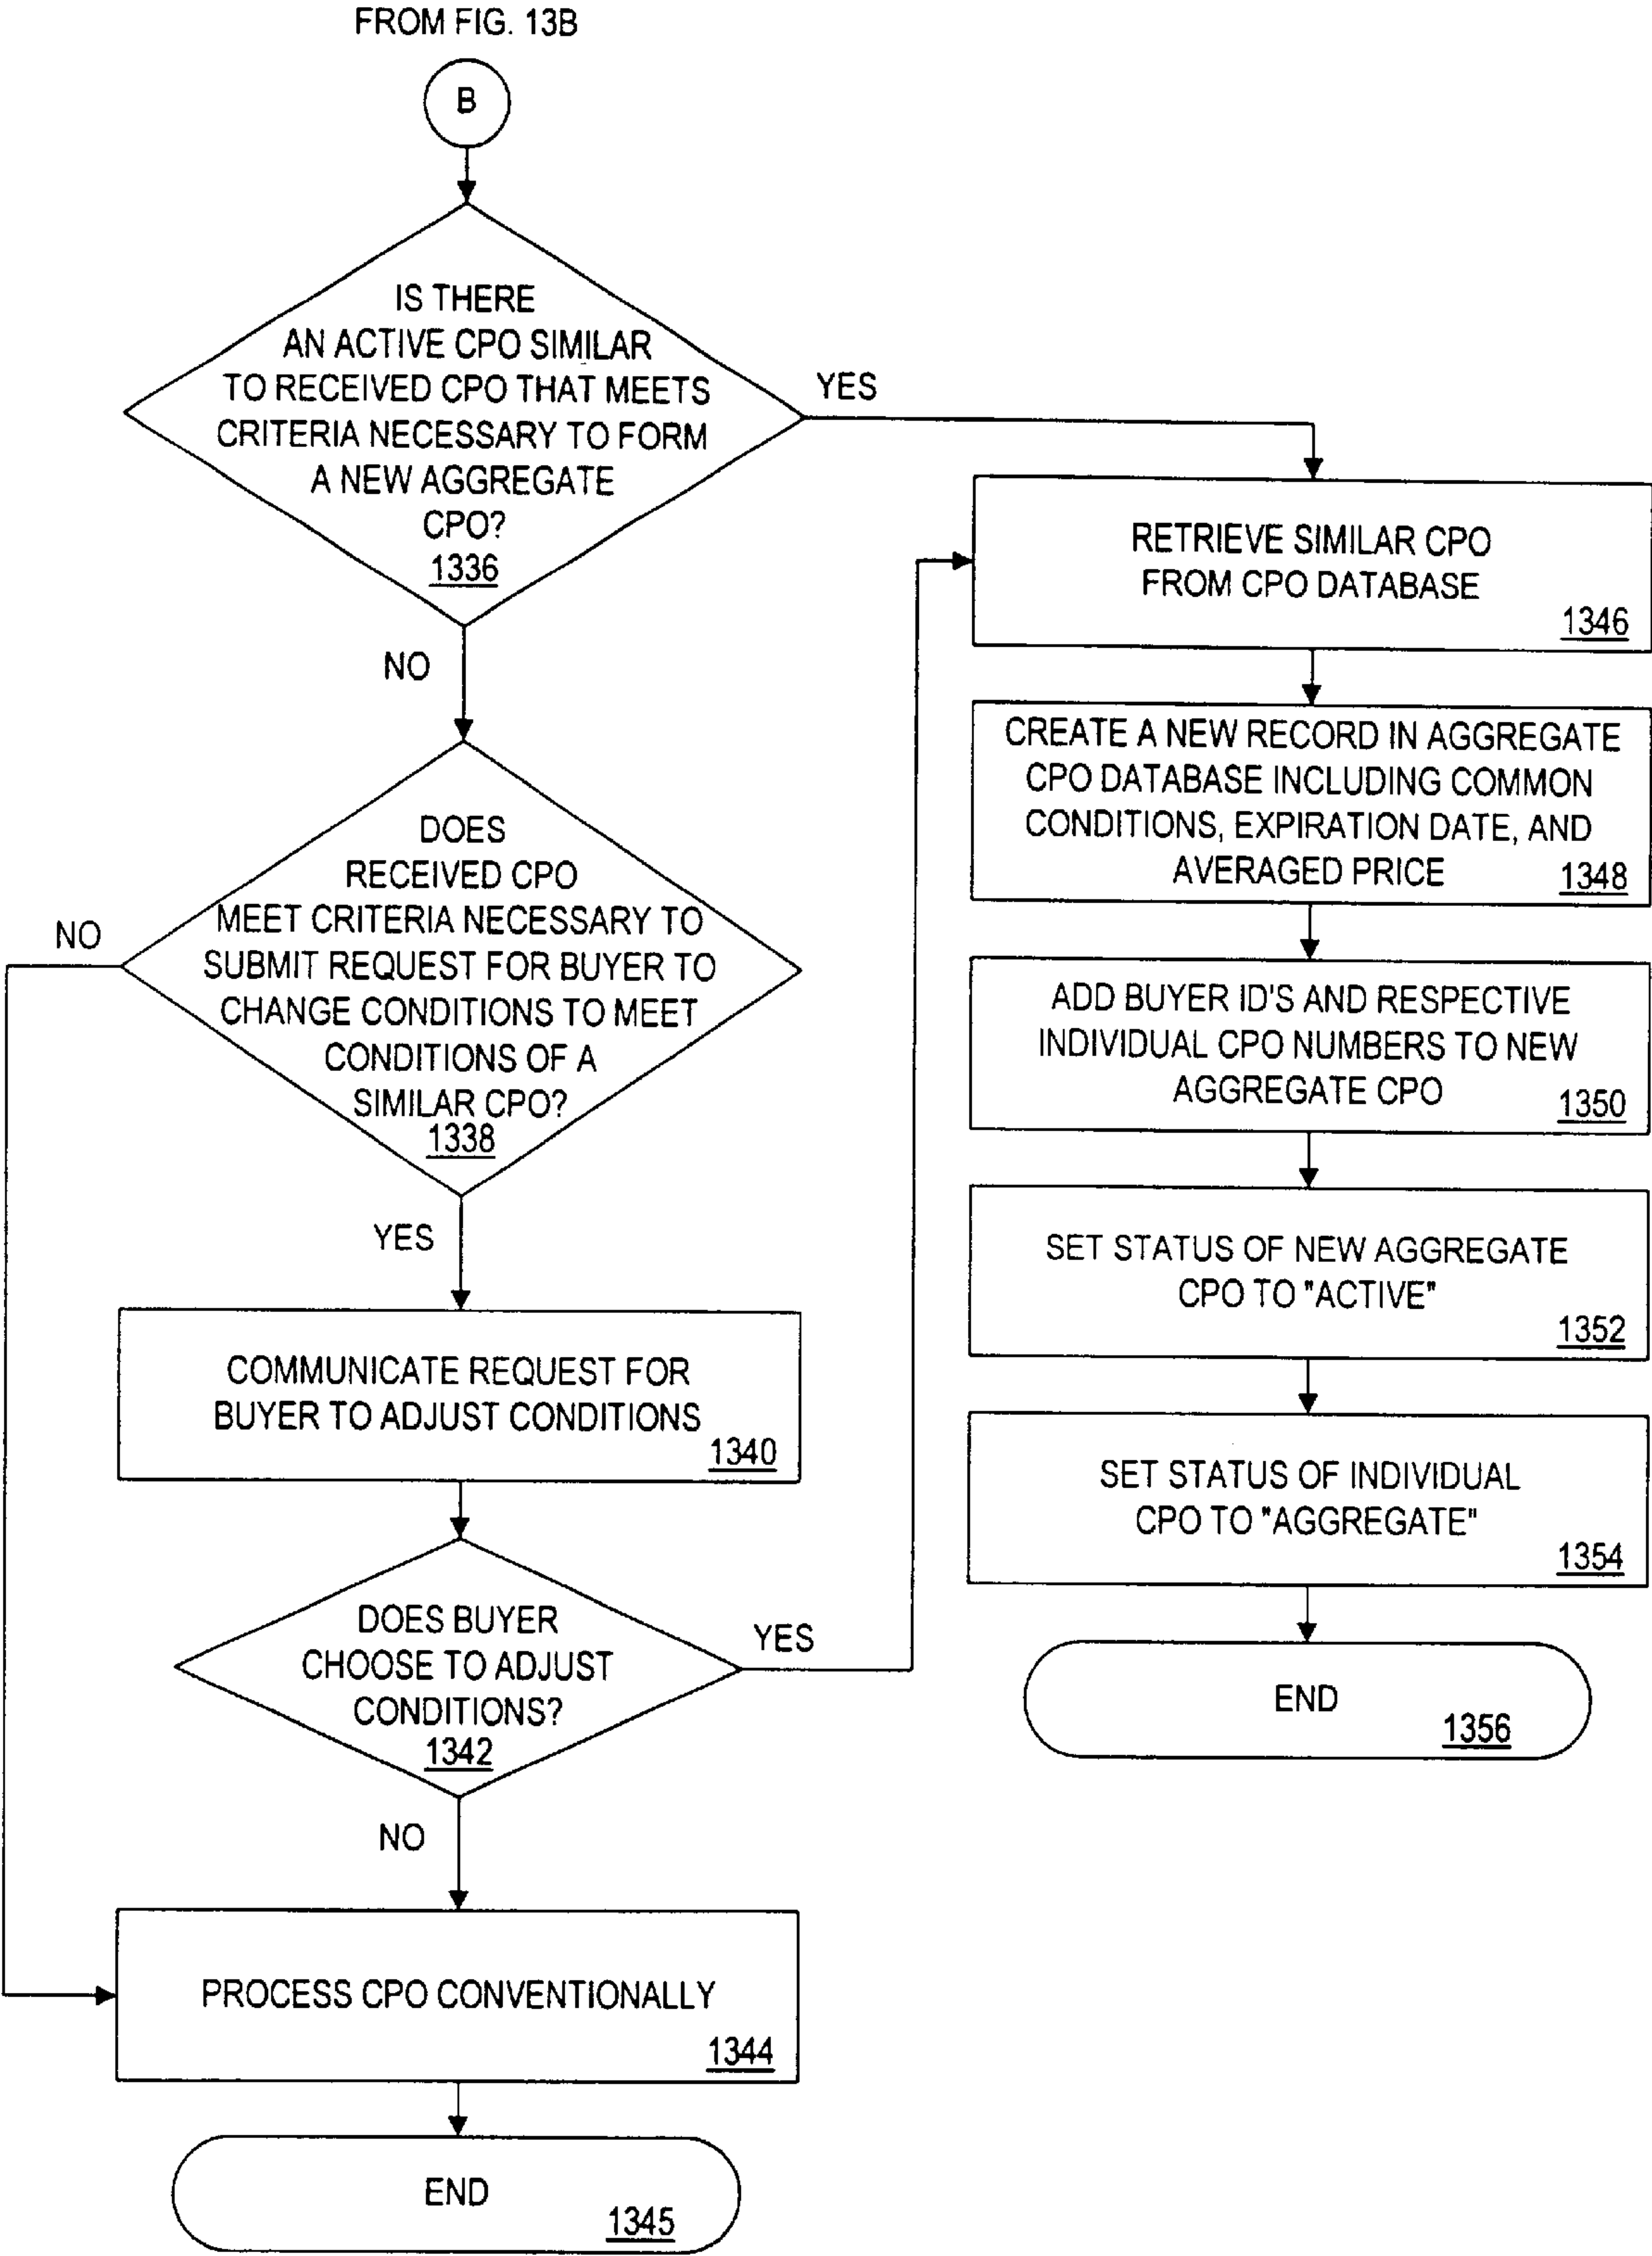 FROM FIG. 13B
B
IS THERE
AN ACTIVE CPO SIMILAR
TO RECEIVED CPO THAT MEETS
CRITERIA NECESSARY TO FORM
A NEW AGGREGATE
CPO?
1336
YES
NO
DOES
RECEIVED CPO
MEET CRITERIA NECESSARY TO
SUBMIT REQUEST FOR BUYER TO
CHANGE CONDITIONS TO MEET
CONDITIONS OF A
SIMILAR CPO?
1338
NO
YES
COMMUNICATE REQUEST FOR
BUYER TO ADJUST CONDITIONS
1340
DOES BUYER
CHOOSE TO ADJUST
CONDITIONS?
1342
YES
NO
PROCESS CPO CONVENTIONALLY
1344
END
1345
RETRIEVE SIMILAR CPO
FROM CPO DATABASE
1346
CREATE A NEW RECORD IN AGGREGATE
CPO DATABASE INCLUDING COMMON
CONDITIONS, EXPIRATION DATE, AND
AVERAGED PRICE
1348
ADD BUYER ID'S AND RESPECTIVE
INDIVIDUAL CPO NUMBERS TO NEW
AGGREGATE CPO
1350
SET STATUS OF NEW AGGREGATE
CPO TO "ACTIVE"
1352
SET STATUS OF INDIVIDUAL
CPO TO "AGGREGATE"
1354
END
1356